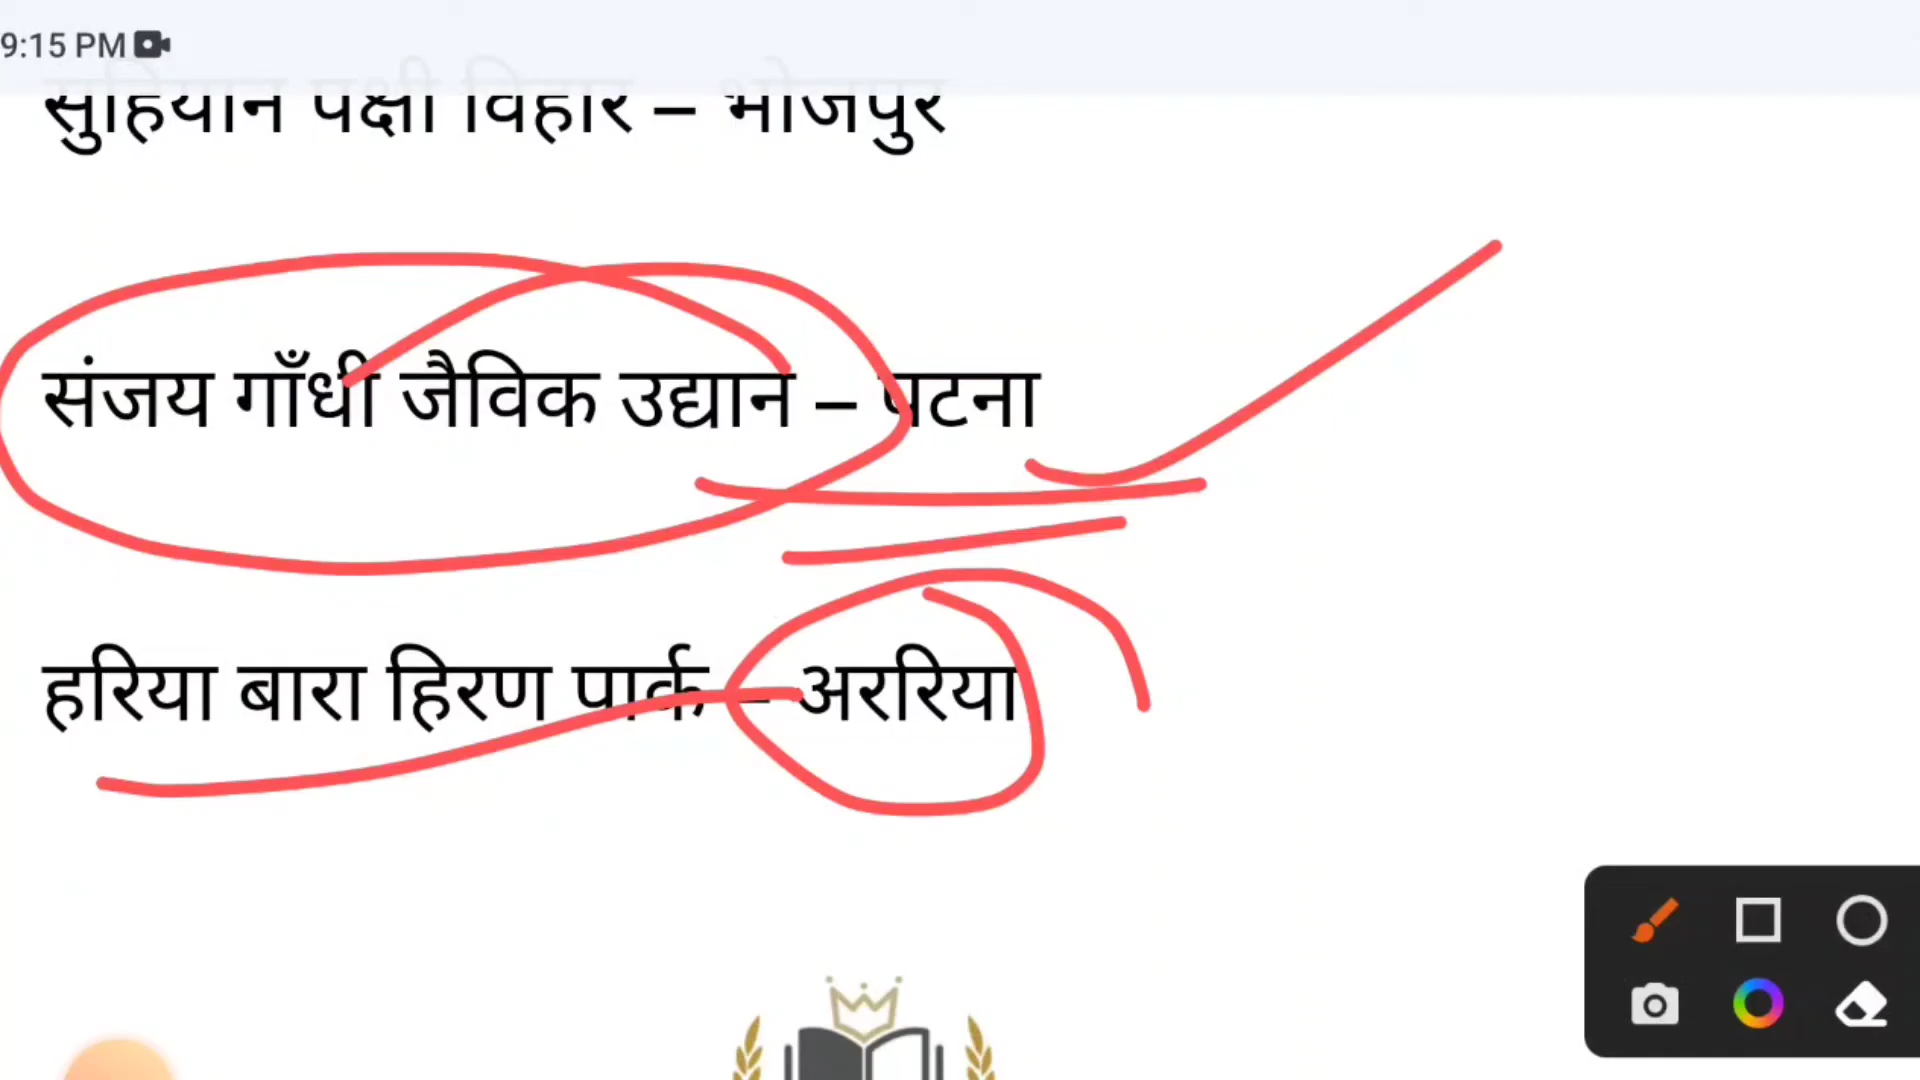 9:15 PM
सुहियान पक्षी विहार – भोजपुर
संजय गाँधी जैविक उद्यान – पटना
हरिया बारा हिरण पार्क – अररिया